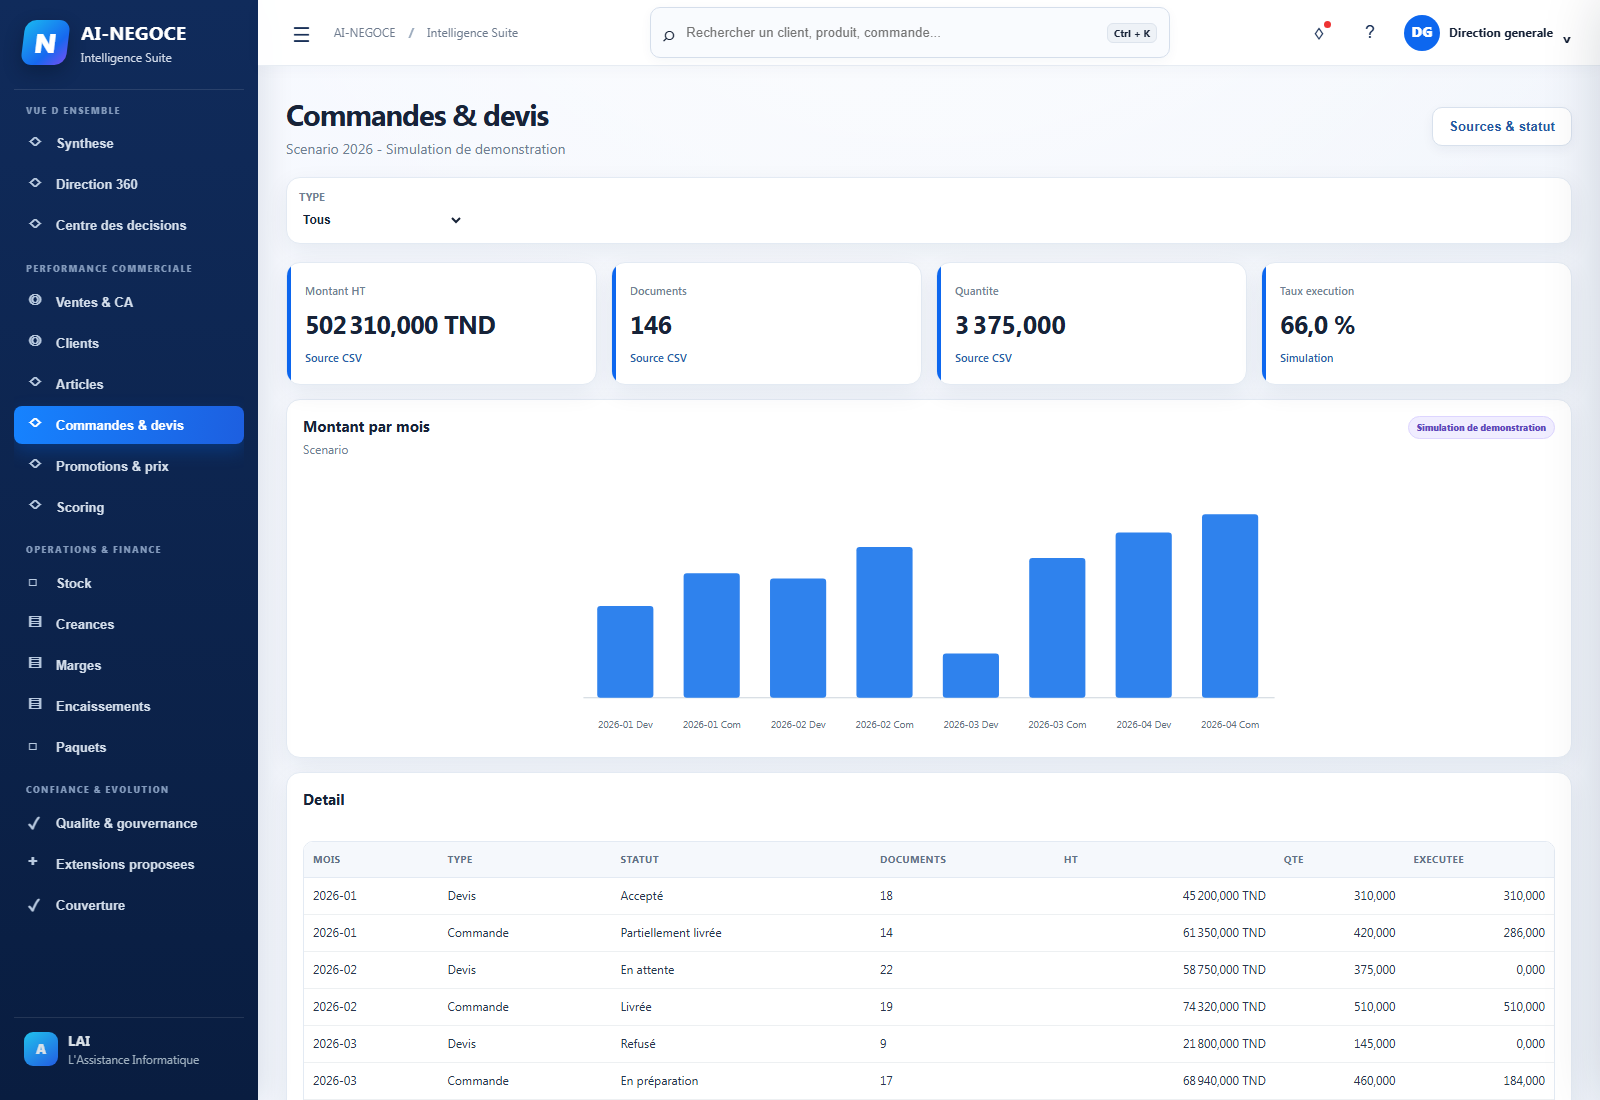 N
AI-NEGOCE
Intelligence Suite
VUE D ENSEMBLE
Synthese
Direction 360
Centre des decisions
PERFORMANCE COMMERCIALE
Ventes & CA
Clients
Articles
Commandes & devis
Promotions & prix
Scoring
OPERATIONS & FINANCE
Stock
Creances
Marges
Encaissements
Paquets
CONFIANCE & EVOLUTION
Qualite & gouvernance
Extensions proposees
Couverture
A
LAI
L'Assistance Informatique
AI-NEGOCE / Intelligence Suite
Rechercher un client, produit, commande... Ctrl + K
? DG Direction generale v
Commandes & devis
Scenario 2026 - Simulation de demonstration
Sources & statut
TYPE
Tous
Montant HT
502 310,000 TND
Source CSV
Documents
146
Source CSV
Quantite
3 375,000
Source CSV
Taux execution
66,0 %
Simulation
Montant par mois
Scenario
Simulation de demonstration
2026-01 Dev 2026-01 Com 2026-02 Dev 2026-02 Com 2026-03 Dev 2026-03 Com 2026-04 Dev 2026-04 Com
Detail
MOIS TYPE STATUT DOCUMENTS HT QTE EXECUTEE
2026-01 Devis Accepté 18 45 200,000 TND 310,000 310,000
2026-01 Commande Partiellement livrée 14 61 350,000 TND 420,000 286,000
2026-02 Devis En attente 22 58 750,000 TND 375,000 0,000
2026-02 Commande Livrée 19 74 320,000 TND 510,000 510,000
2026-03 Devis Refusé 9 21 800,000 TND 145,000 0,000
2026-03 Commande En préparation 17 68 940,000 TND 460,000 184,000